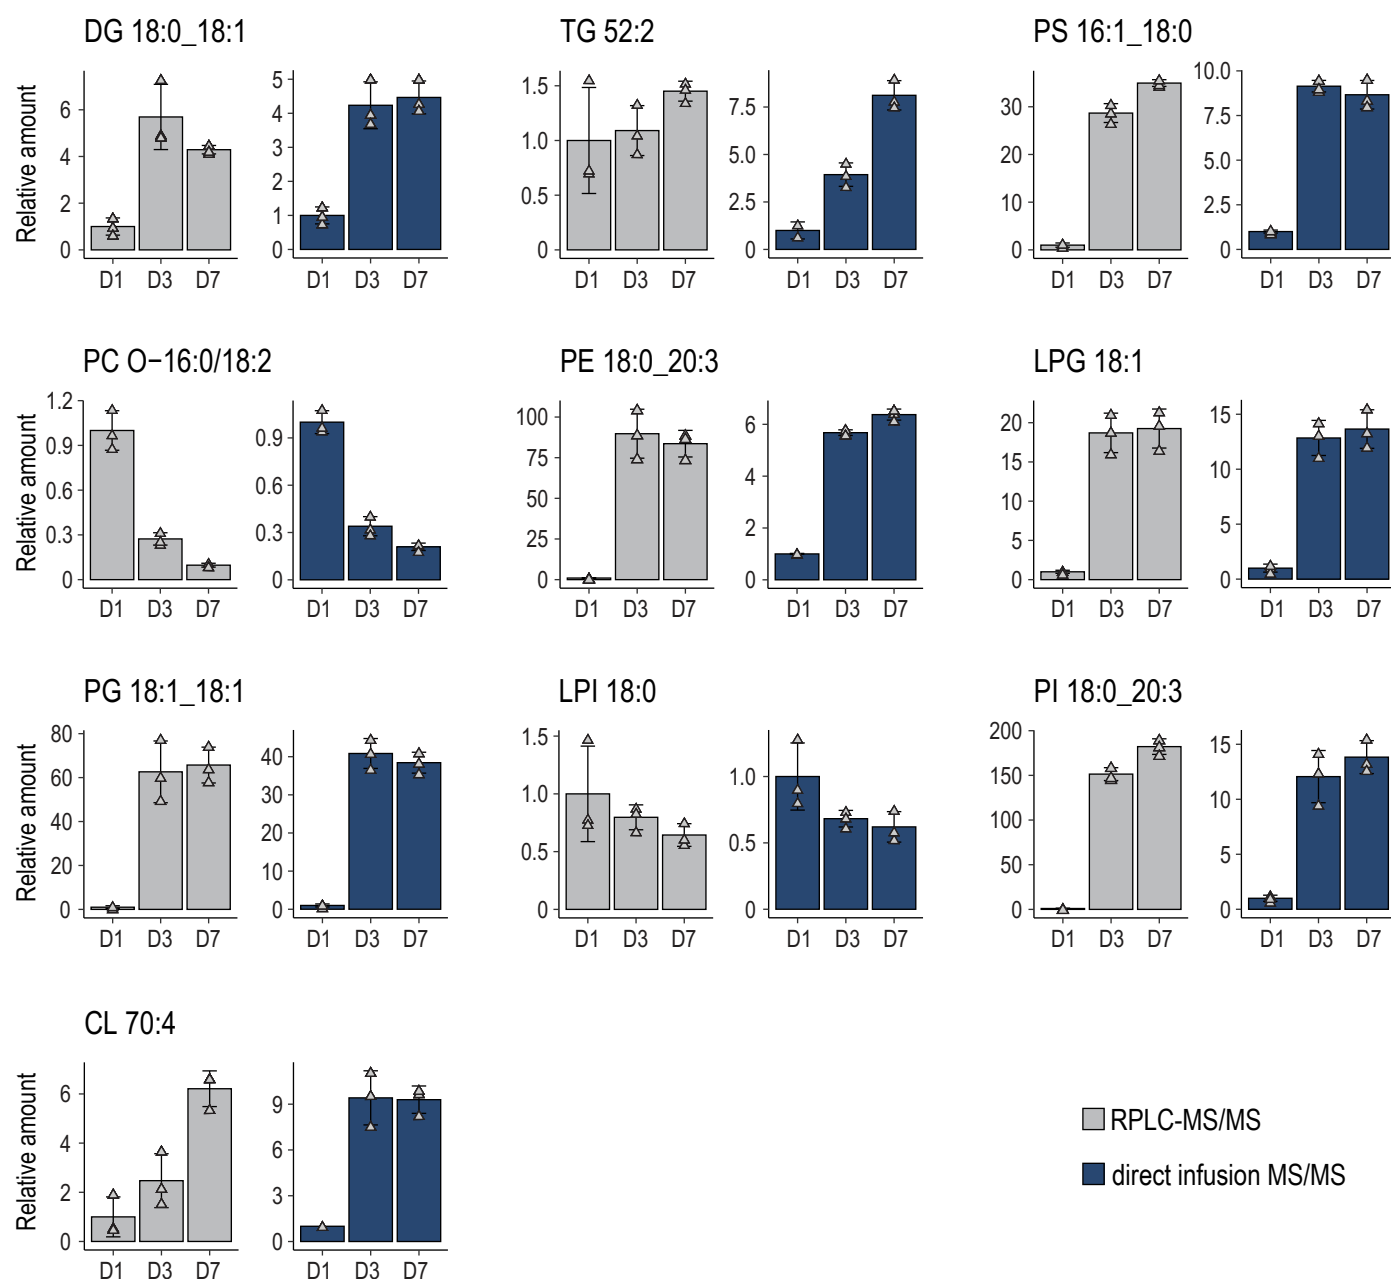 DG 18:0_18:1
TG 52:2
PS 16:1_18:0
Relative amount
6
4
2
0
D1 D3 D7
5
4
3
2
1
0
D1 D3 D7
1.5
1.0
0.5
0
D1 D3 D7
7.5
5.0
2.5
0
D1 D3 D7
30
20
10
0
D1 D3 D7
10.0
7.5
5.0
2.5
0
D1 D3 D7
PC O−16:0/18:2
PE 18:0_20:3
LPG 18:1
Relative amount
1.2
0.9
0.6
0.3
0
D1 D3 D7
0.9
0.6
0.3
0
D1 D3 D7
100
75
50
25
0
D1 D3 D7
6
4
2
0
D1 D3 D7
20
15
10
5
0
D1 D3 D7
15
10
5
0
D1 D3 D7
PG 18:1_18:1
LPI 18:0
PI 18:0_20:3
Relative amount
80
60
40
20
0
D1 D3 D7
40
30
20
10
0
D1 D3 D7
1.5
1.0
0.5
0
D1 D3 D7
1.0
0.5
0
D1 D3 D7
200
150
100
50
0
D1 D3 D7
15
10
5
0
D1 D3 D7
CL 70:4
Relative amount
6
4
2
0
D1 D3 D7
9
6
3
0
D1 D3 D7
RPLC-MS/MS
direct infusion MS/MS